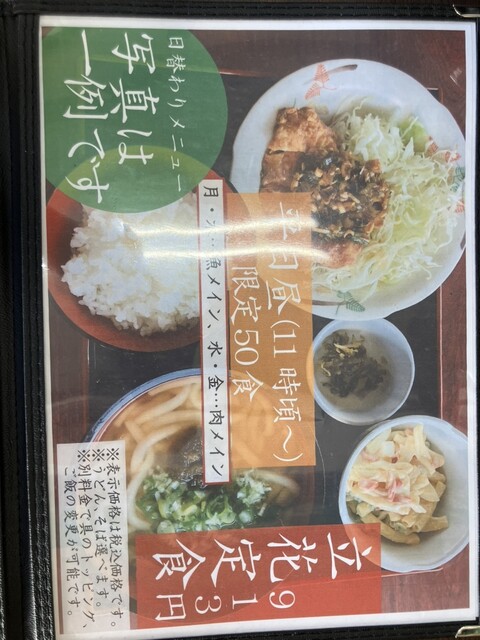 日替わりメニュー
写真は
一例です
平日昼(11時頃〜)
限定50食
月・火…魚メイン、水・金…肉メイン
立花定食
913円
※表示価格は税込価格です。
※うどん、そば選べます。
※別料金で具のトッピング、
ご飯の変更が可能です。